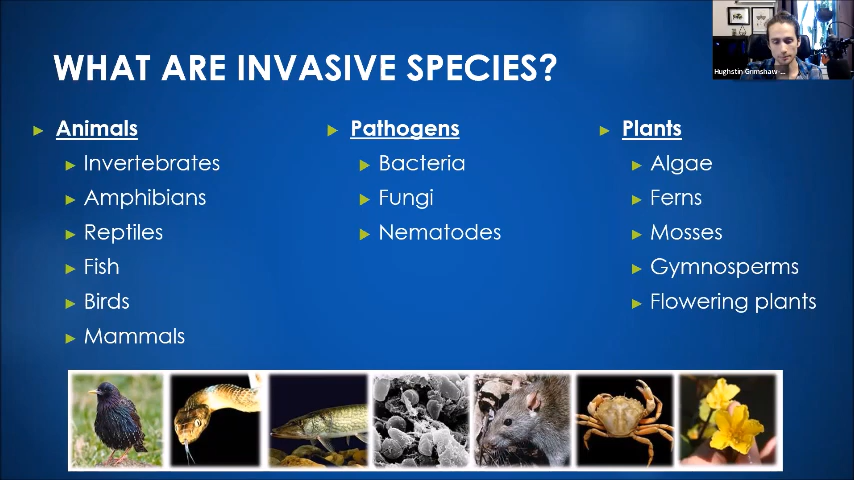 WHAT ARE INVASIVE SPECIES?
Hughstin Grimshaw-...
Animals
Invertebrates
Amphibians
Reptiles
Fish
Birds
Mammals
Pathogens
Bacteria
Fungi
Nematodes
Plants
Algae
Ferns
Mosses
Gymnosperms
Flowering plants